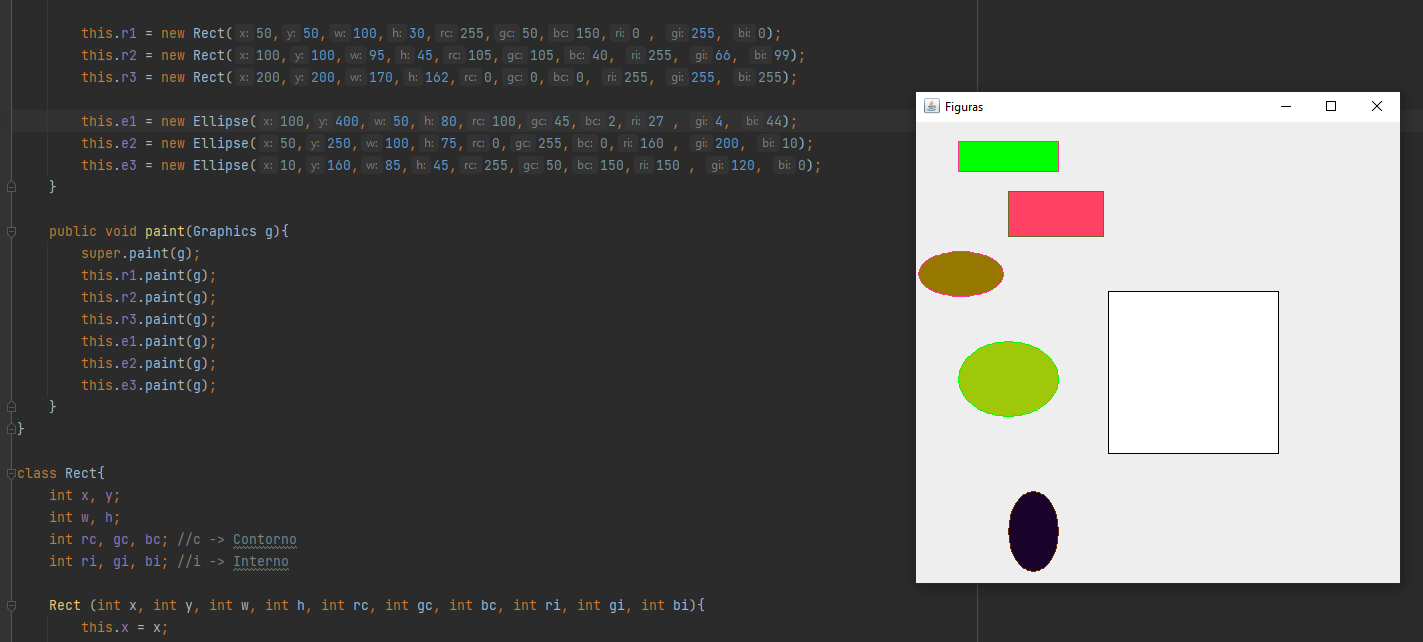 this.r1 = new Rect( x: 50, y: 50, w: 100, h: 30, rc: 255, gc: 50, bc: 150, ri: 0 , gi: 255, bi: 0);
this.r2 = new Rect( x: 100, y: 100, w: 95, h: 45, rc: 105, gc: 105, bc: 40, ri: 255, gi: 66, bi: 99);
this.r3 = new Rect( x: 200, y: 200, w: 170, h: 162, rc: 0, gc: 0, bc: 0, ri: 255, gi: 255, bi: 255);
this.e1 = new Ellipse( x: 100, y: 400, w: 50, h: 80, rc: 100, gc: 45, bc: 2, ri: 27 , gi: 4, bi: 44);
this.e2 = new Ellipse( x: 50, y: 250, w: 100, h: 75, rc: 0, gc: 255, bc: 0, ri: 160 , gi: 200, bi: 10);
this.e3 = new Ellipse( x: 10, y: 160, w: 85, h: 45, rc: 255, gc: 50, bc: 150, ri: 150 , gi: 120, bi: 0);
}
public void paint(Graphics g){
super.paint(g);
this.r1.paint(g);
this.r2.paint(g);
this.r3.paint(g);
this.e1.paint(g);
this.e2.paint(g);
this.e3.paint(g);
}
}
class Rect{
int x, y;
int w, h;
int rc, gc, bc; //c -> Contorno
int ri, gi, bi; //i -> Interno
Rect (int x, int y, int w, int h, int rc, int gc, int bc, int ri, int gi, int bi){
this.x = x;
Figuras